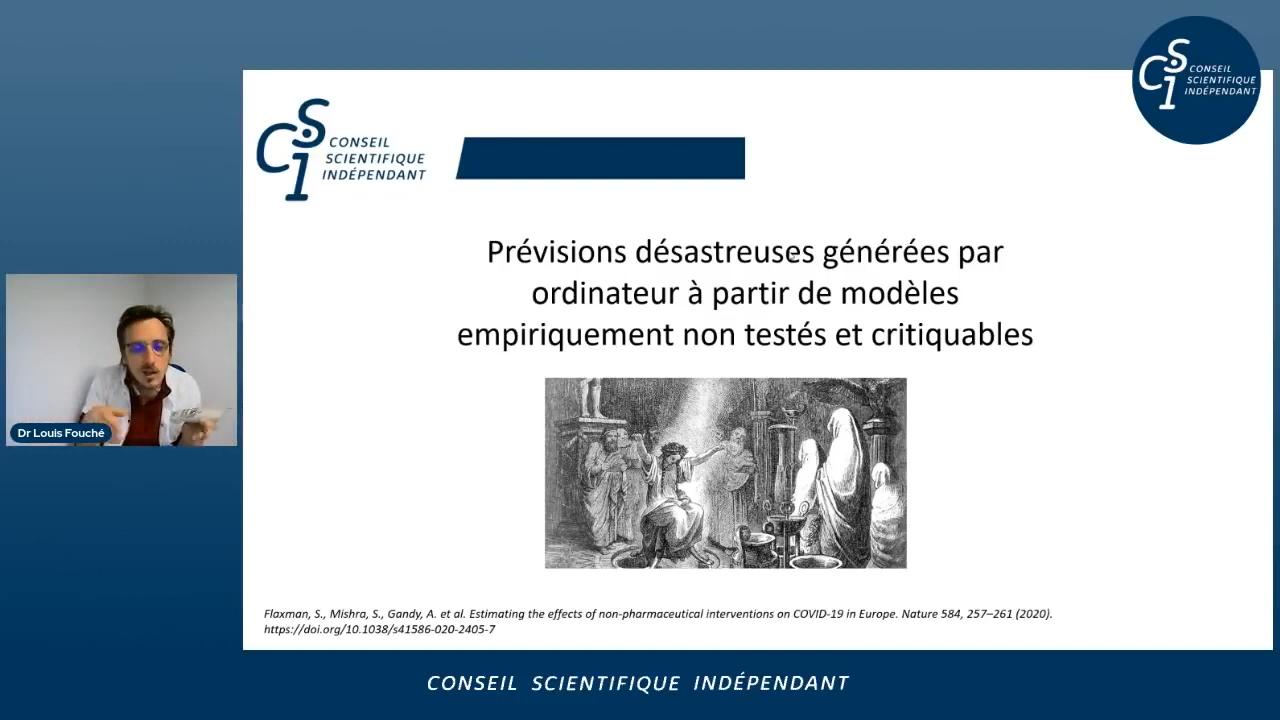 CONSEIL
SCIENTIFIQUE
INDÉPENDANT
CSI
CONSEIL
SCIENTIFIQUE
INDÉPENDANT
CSI
Prévisions désastreuses générées par
ordinateur à partir de modèles
empiriquement non testés et critiquables
Dr Louis Fouché
Flaxman, S., Mishra, S., Gandy, A. et al. Estimating the effects of non-pharmaceutical interventions on COVID-19 in Europe. Nature 584, 257–261 (2020).
https://doi.org/10.1038/s41586-020-2405-7
CONSEIL SCIENTIFIQUE INDÉPENDANT